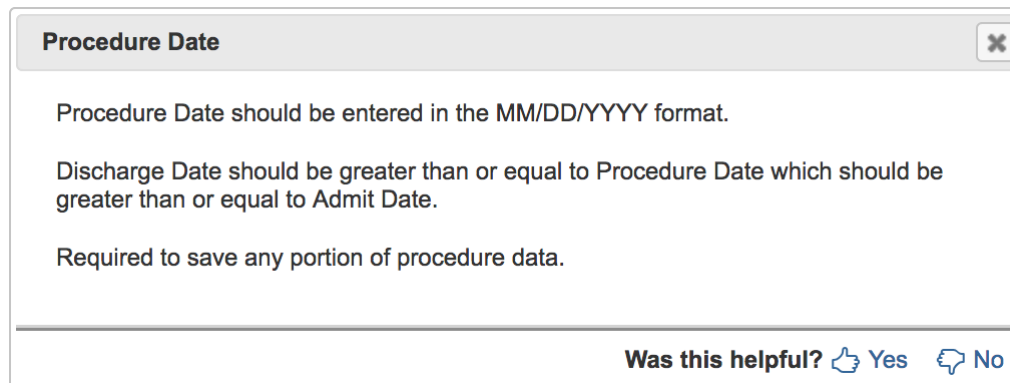 Procedure Date
Procedure Date should be entered in the MM/DD/YYYY format.
Discharge Date should be greater than or equal to Procedure Date which should be
greater than or equal to Admit Date.
Required to save any portion of procedure data.
Was this helpful? Yes No